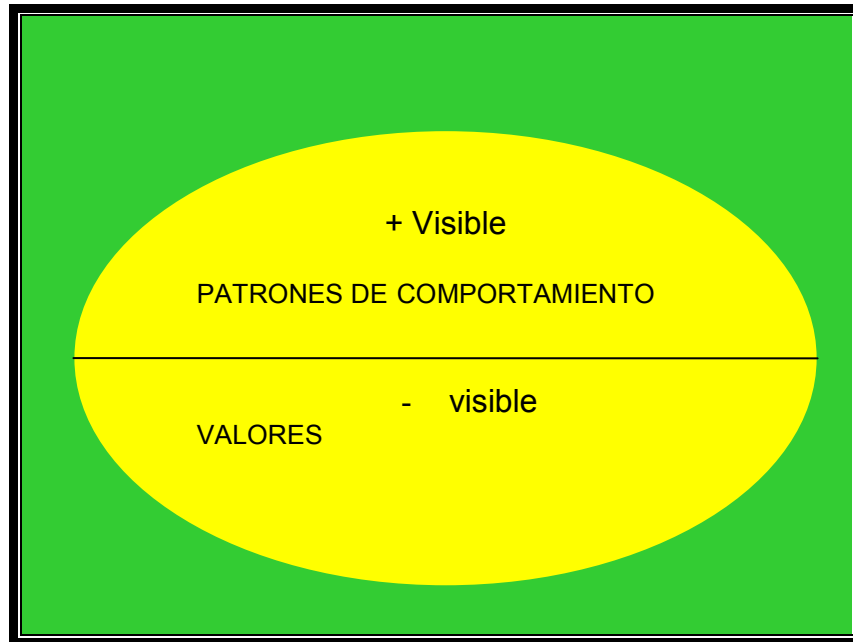 + Visible
PATRONES DE COMPORTAMIENTO
- visible
VALORES